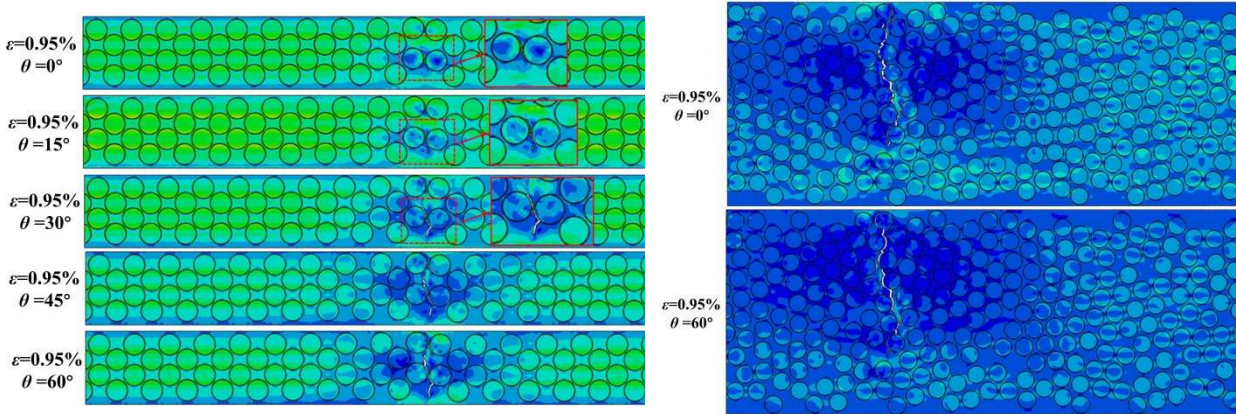 ε=0.95%
θ =0°
ε=0.95%
θ =15°
ε=0.95%
θ =30°
ε=0.95%
θ =45°
ε=0.95%
θ =60°
ε=0.95%
θ =0°
ε=0.95%
θ =60°